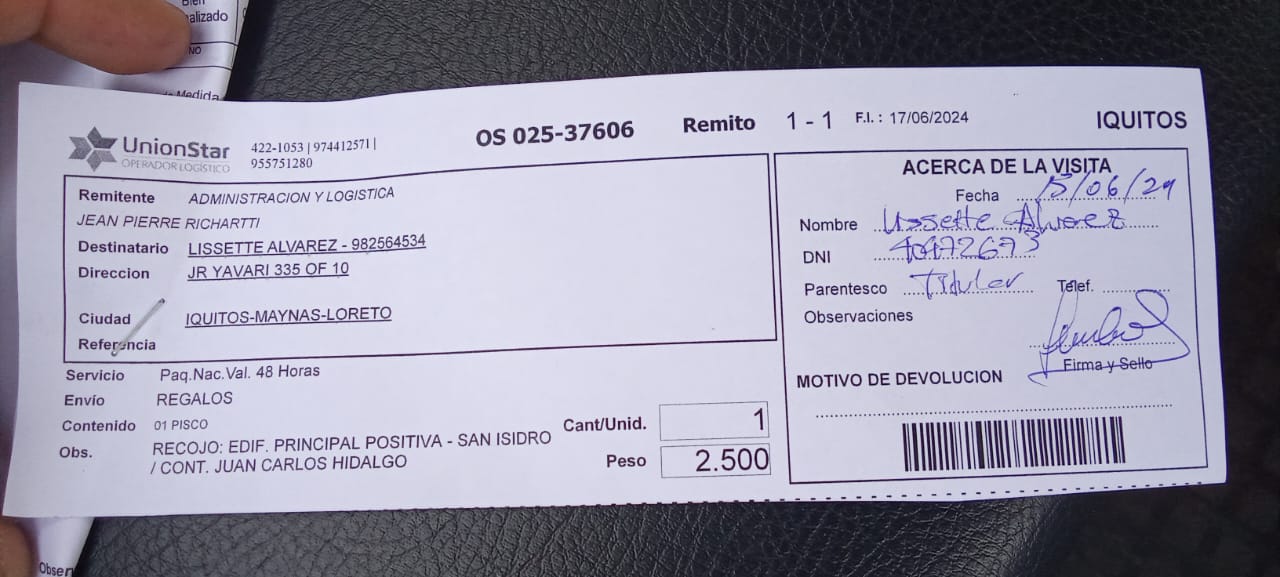 Bien
alizado
NO
Medida
UnionStar
OPERADOR LOGÍSTICO
422-1053 | 974412571 |
955751280
OS 025-37606
Remito 1 - 1
F.I. : 17/06/2024
IQUITOS
Remitente ADMINISTRACION Y LOGISTICA
JEAN PIERRE RICHARTTI
Destinatario LISSETTE ALVAREZ - 982564534
Direccion JR YAVARI 335 OF 10
Ciudad IQUITOS-MAYNAS-LORETO
Referencia
Servicio Paq.Nac.Val. 48 Horas
Envío REGALOS
Contenido 01 PISCO
Obs. RECOJO: EDIF. PRINCIPAL POSITIVA - SAN ISIDRO
/ CONT. JUAN CARLOS HIDALGO
Cant/Unid. 1
Peso 2.500
ACERCA DE LA VISITA
Fecha
Nombre Lissette Alvarez
DNI
Parentesco Titular Telef.
Observaciones
Firma y Sello
MOTIVO DE DEVOLUCION
Obser